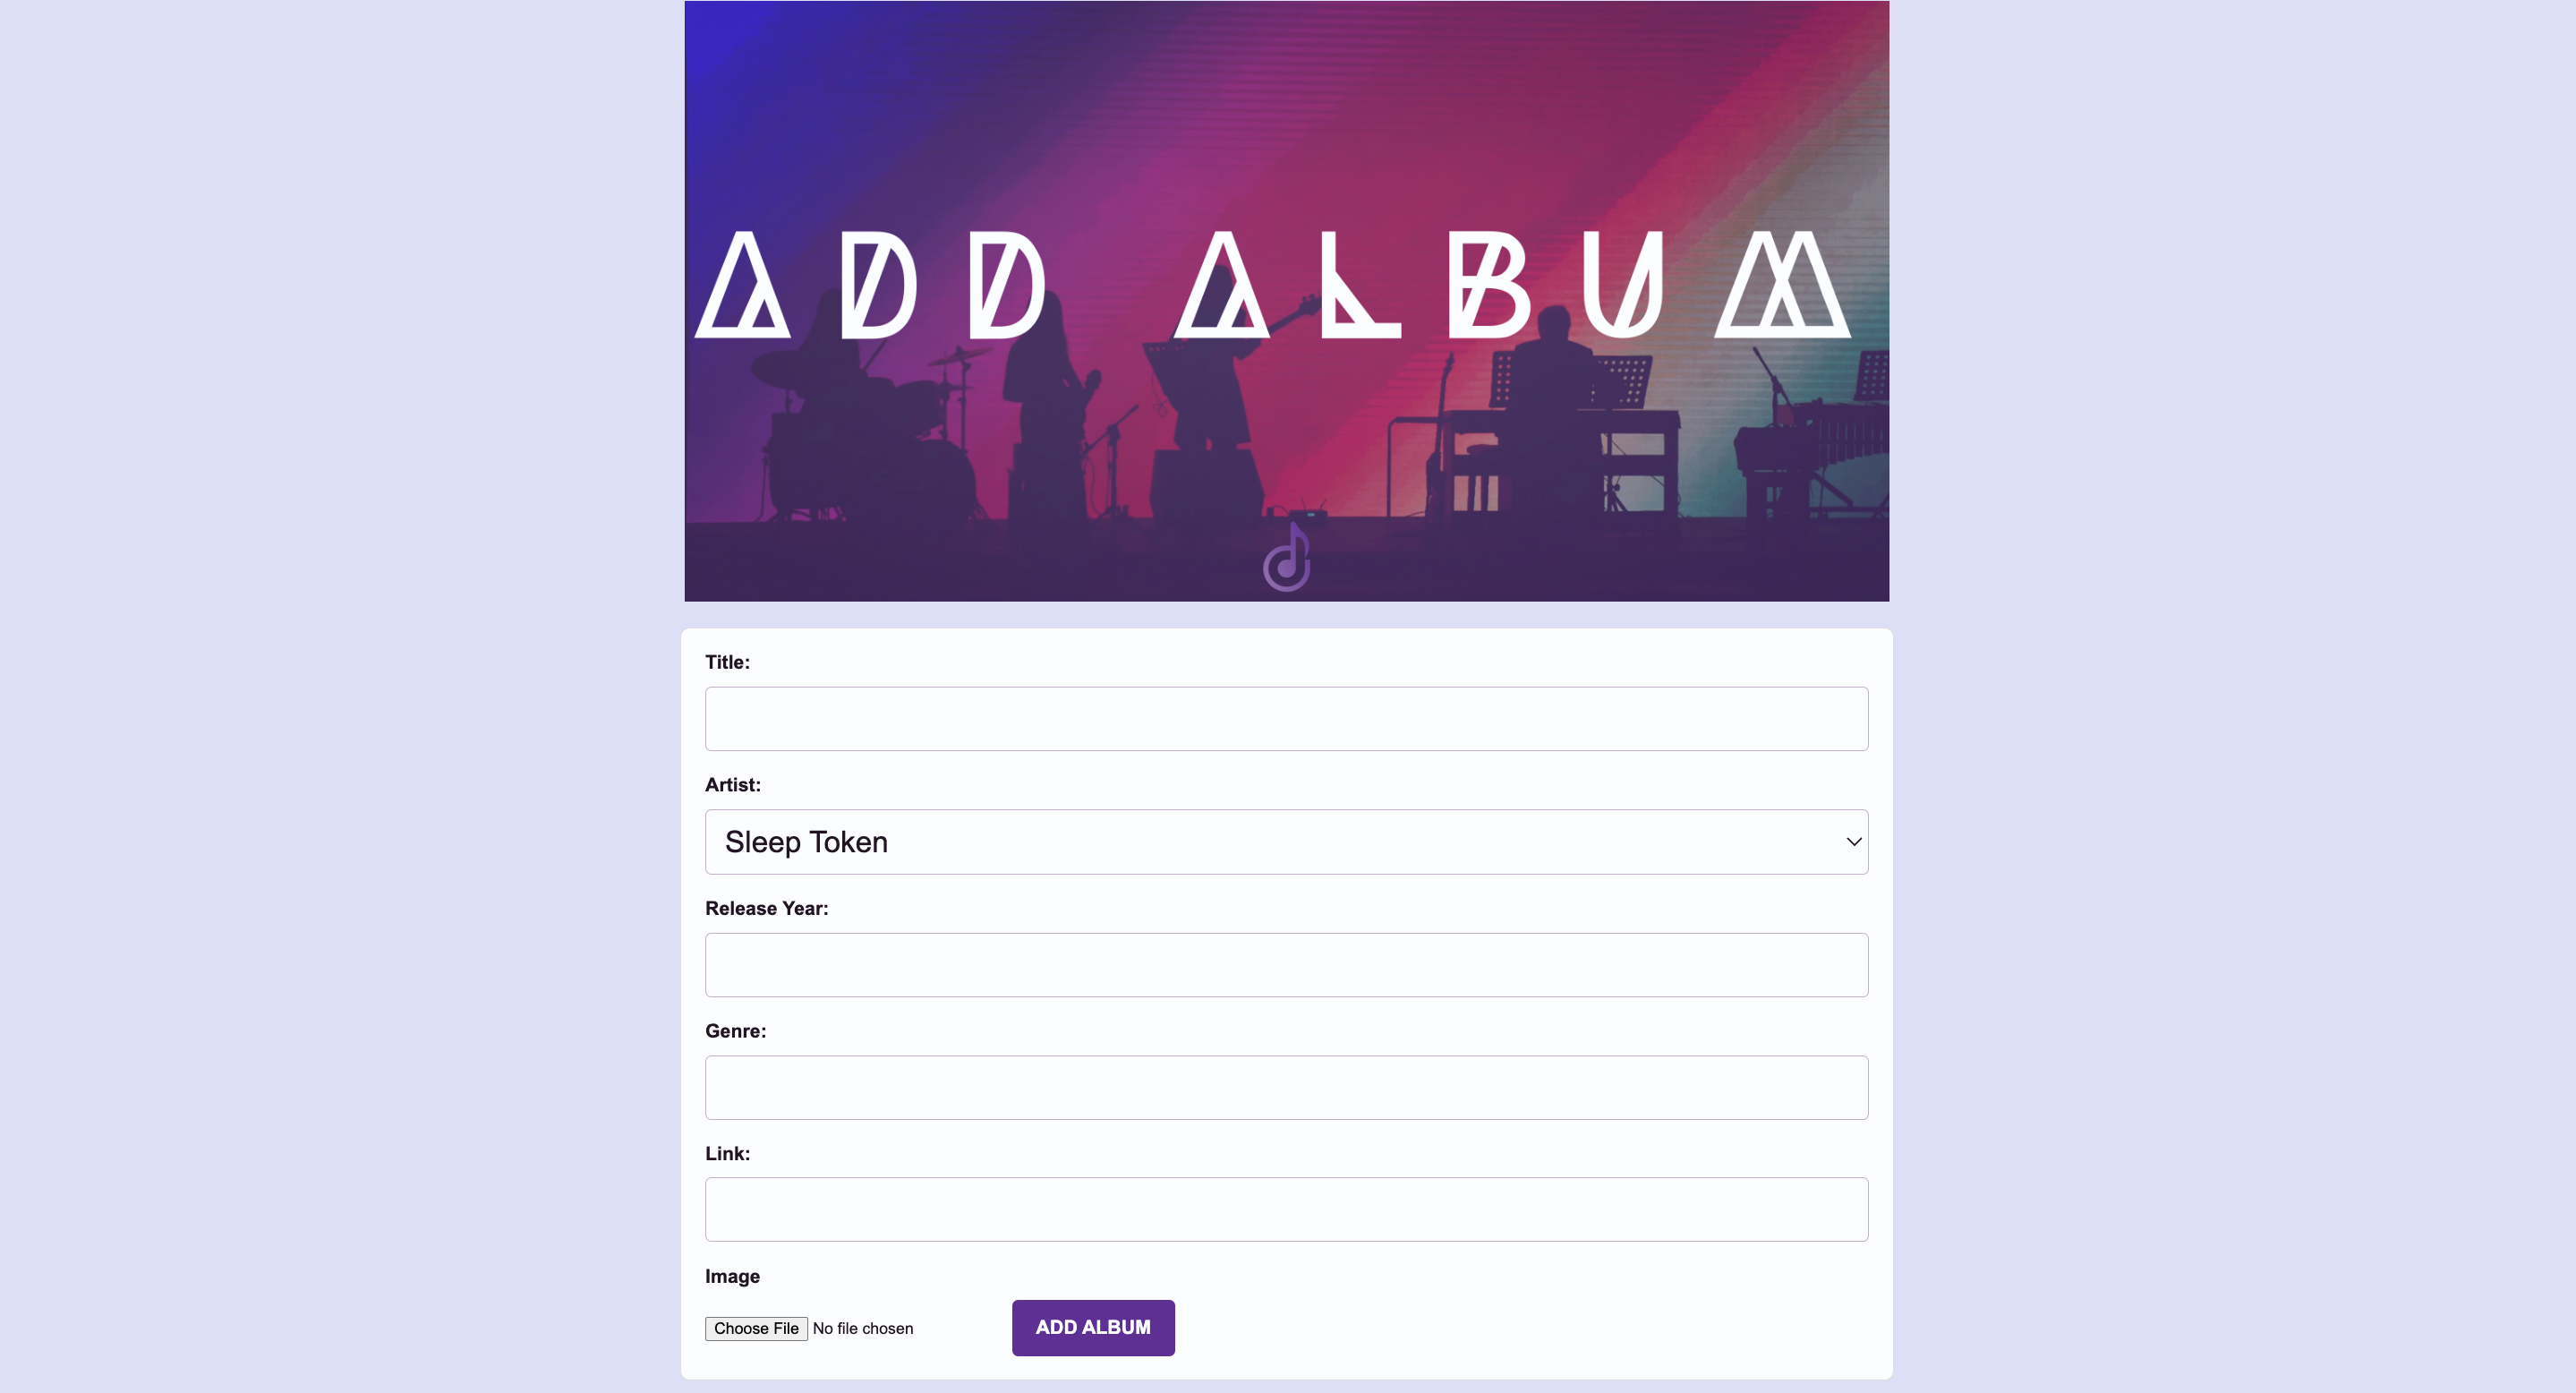 ADD ALBUM
Title:
Artist:
Sleep Token
Release Year:
Genre:
Link:
Image
Choose File No file chosen
ADD ALBUM